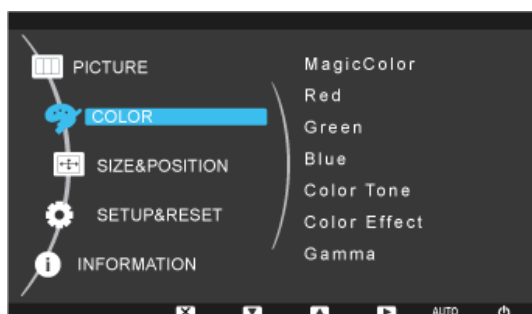 PICTURE
COLOR
SIZE&POSITION
SETUP&RESET
INFORMATION
MagicColor
Red
Green
Blue
Color Tone
Color Effect
Gamma
AUTO